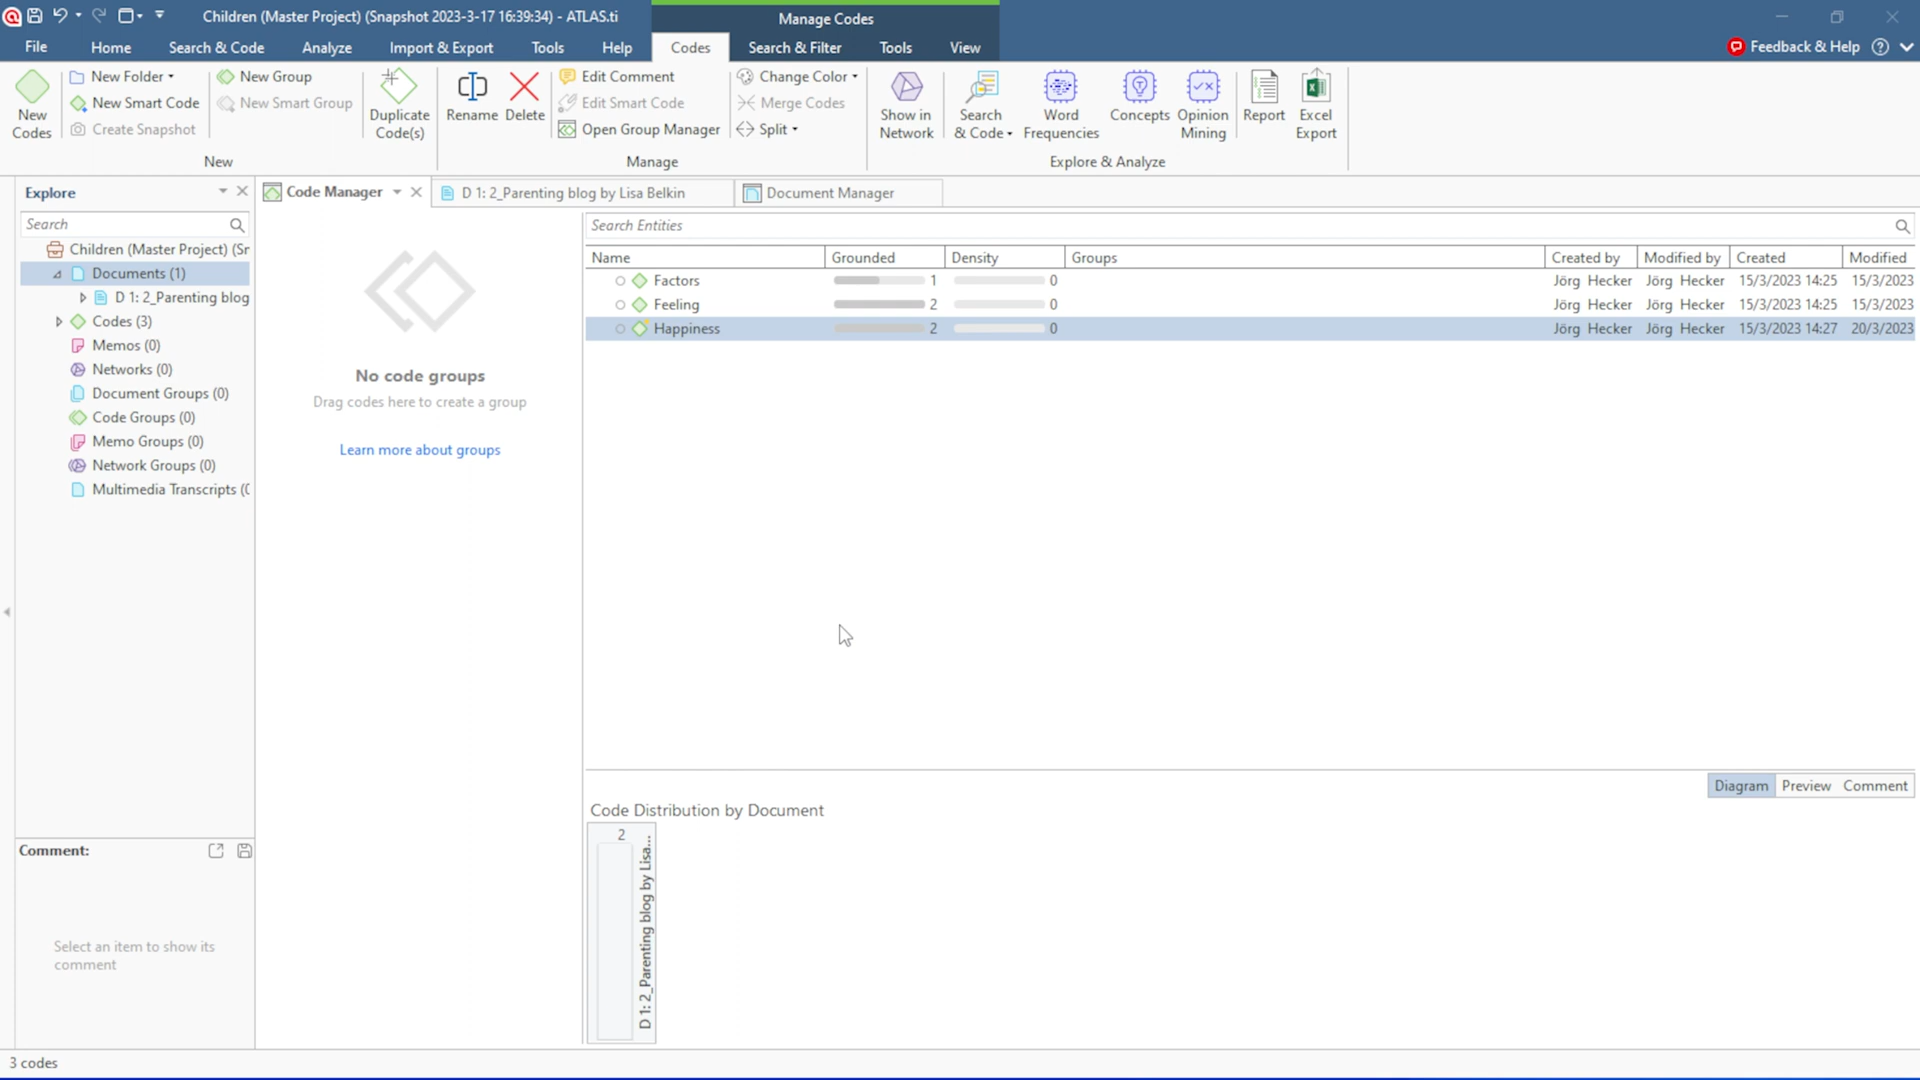 Children (Master Project) (Snapshot 2023-3-17 16:39:34) - ATLAS.ti
Manage Codes
File Home Search & Code Analyze Import & Export Tools Help Codes Search & Filter Tools View Feedback & Help
New Codes
New Folder
New Smart Code
Create Snapshot
New Group
New Smart Group
Duplicate Code(s)
New
Rename
Delete
Edit Comment
Edit Smart Code
Open Group Manager
Change Color
Merge Codes
Split
Manage
Show in Network
Search & Code
Word Frequencies
Concepts
Opinion Mining
Report
Excel Export
Explore & Analyze
Explore
Search
Children (Master Project) (Sr
Documents (1)
D 1: 2_Parenting blog
Codes (3)
Memos (0)
Networks (0)
Document Groups (0)
Code Groups (0)
Memo Groups (0)
Network Groups (0)
Multimedia Transcripts (0
Comment:
Select an item to show its
comment
Code Manager
D 1: 2_Parenting blog by Lisa Belkin
Document Manager
No code groups
Drag codes here to create a group
Learn more about groups
Search Entities
Name Grounded Density Groups Created by Modified by Created Modified
Factors 1 0 Jörg Hecker Jörg Hecker 15/3/2023 14:25 15/3/2023
Feeling 2 0 Jörg Hecker Jörg Hecker 15/3/2023 14:25 15/3/2023
Happiness 2 0 Jörg Hecker Jörg Hecker 15/3/2023 14:27 20/3/2023
Diagram Preview Comment
Code Distribution by Document
2
D 1: 2_Parenting blog by Lisa...
3 codes